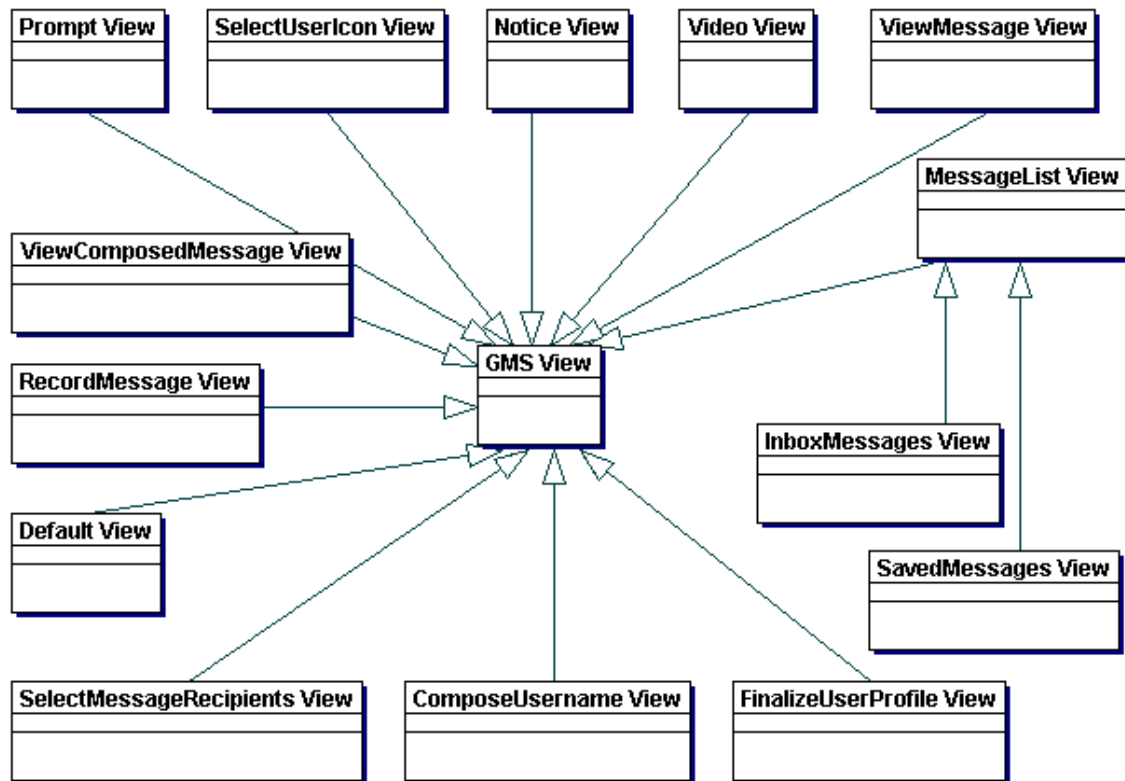 Prompt View
SelectUserIcon View
Notice View
Video View
ViewMessage View
MessageList View
ViewComposedMessage View
GMS View
RecordMessage View
InboxMessages View
Default View
SavedMessages View
SelectMessageRecipients View
ComposeUsername View
FinalizeUserProfile View